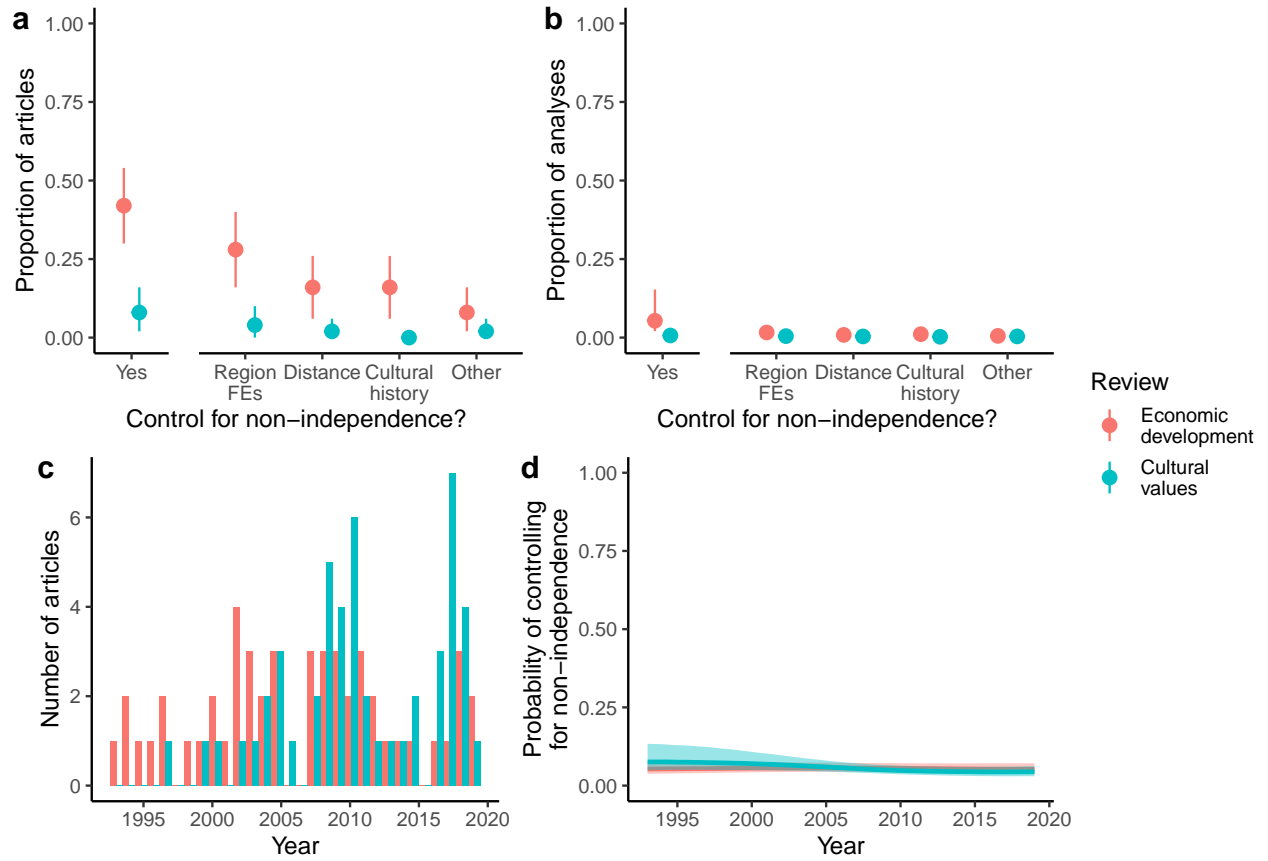 a
1.00
0.75
0.50
0.25
0.00
Proportion of articles
Yes
Region
FEs
Distance
Cultural
history
Other
Control for non−independence?
b
1.00
0.75
0.50
0.25
0.00
Proportion of analyses
Yes
Region
FEs
Distance
Cultural
history
Other
Control for non−independence?
Review
Economic
development
Cultural
values
c
6
4
2
0
Number of articles
1995
2000
2005
2010
2015
2020
Year
d
1.00
0.75
0.50
0.25
0.00
Probability of controlling
for non−independence
1995
2000
2005
2010
2015
2020
Year